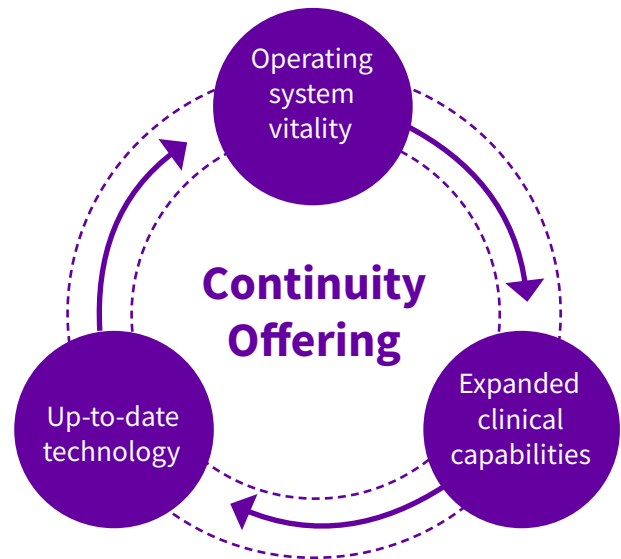 Operating
system
vitality
Continuity
Offering
Expanded
clinical
capabilities
Up-to-date
technology